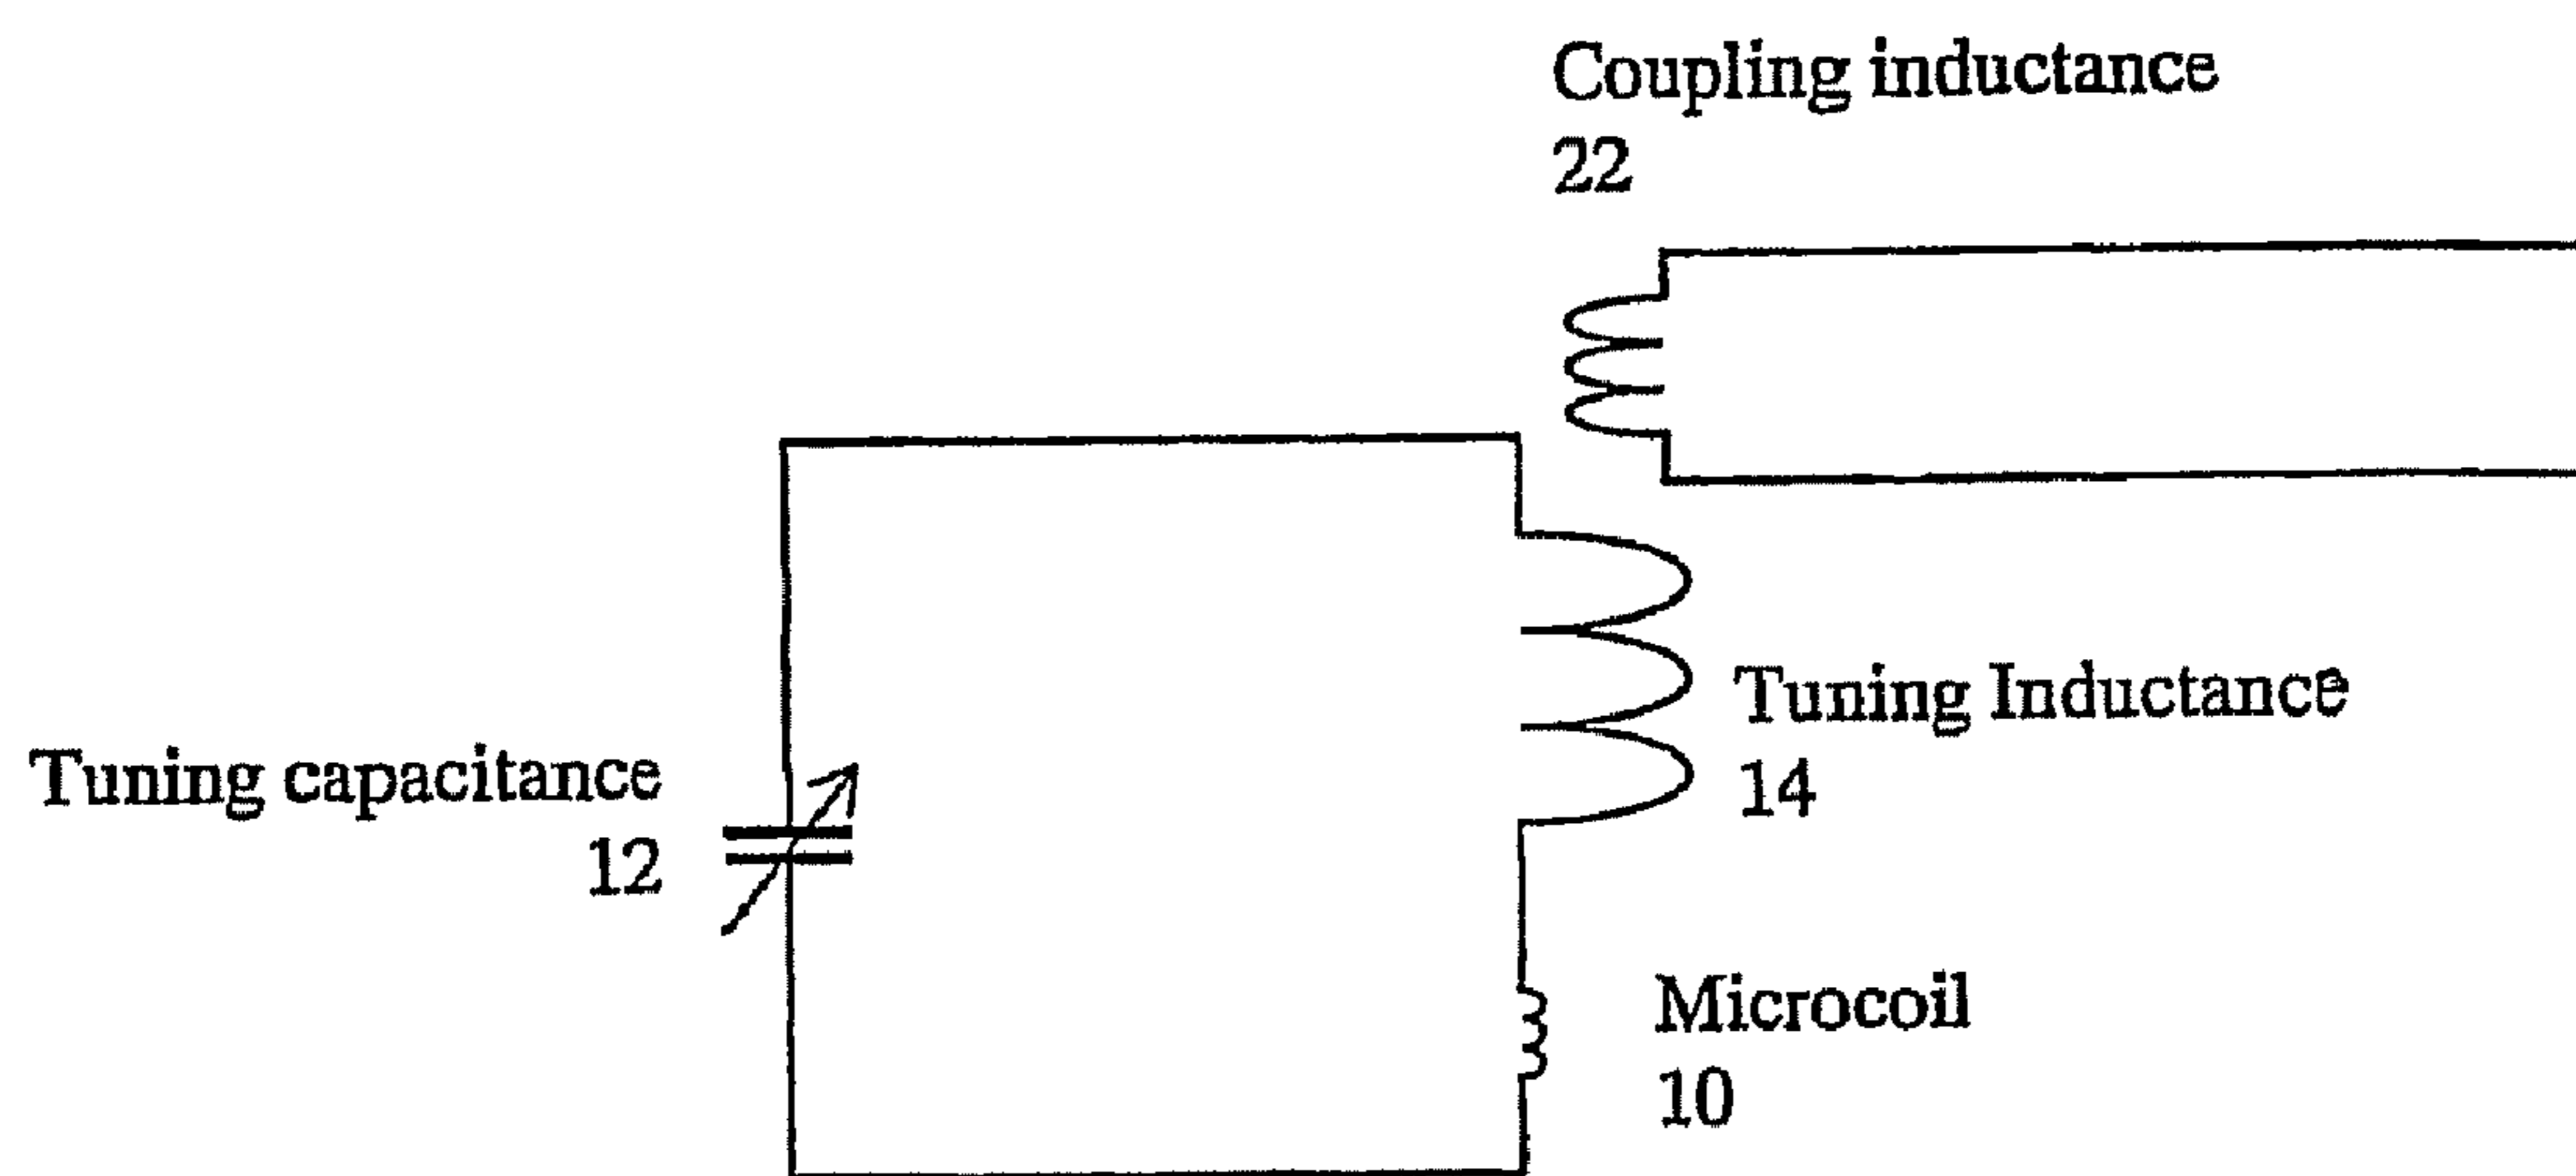 Coupling inductance
22
Tuning Inductance
14
Tuning capacitance
12
Microcoil
10